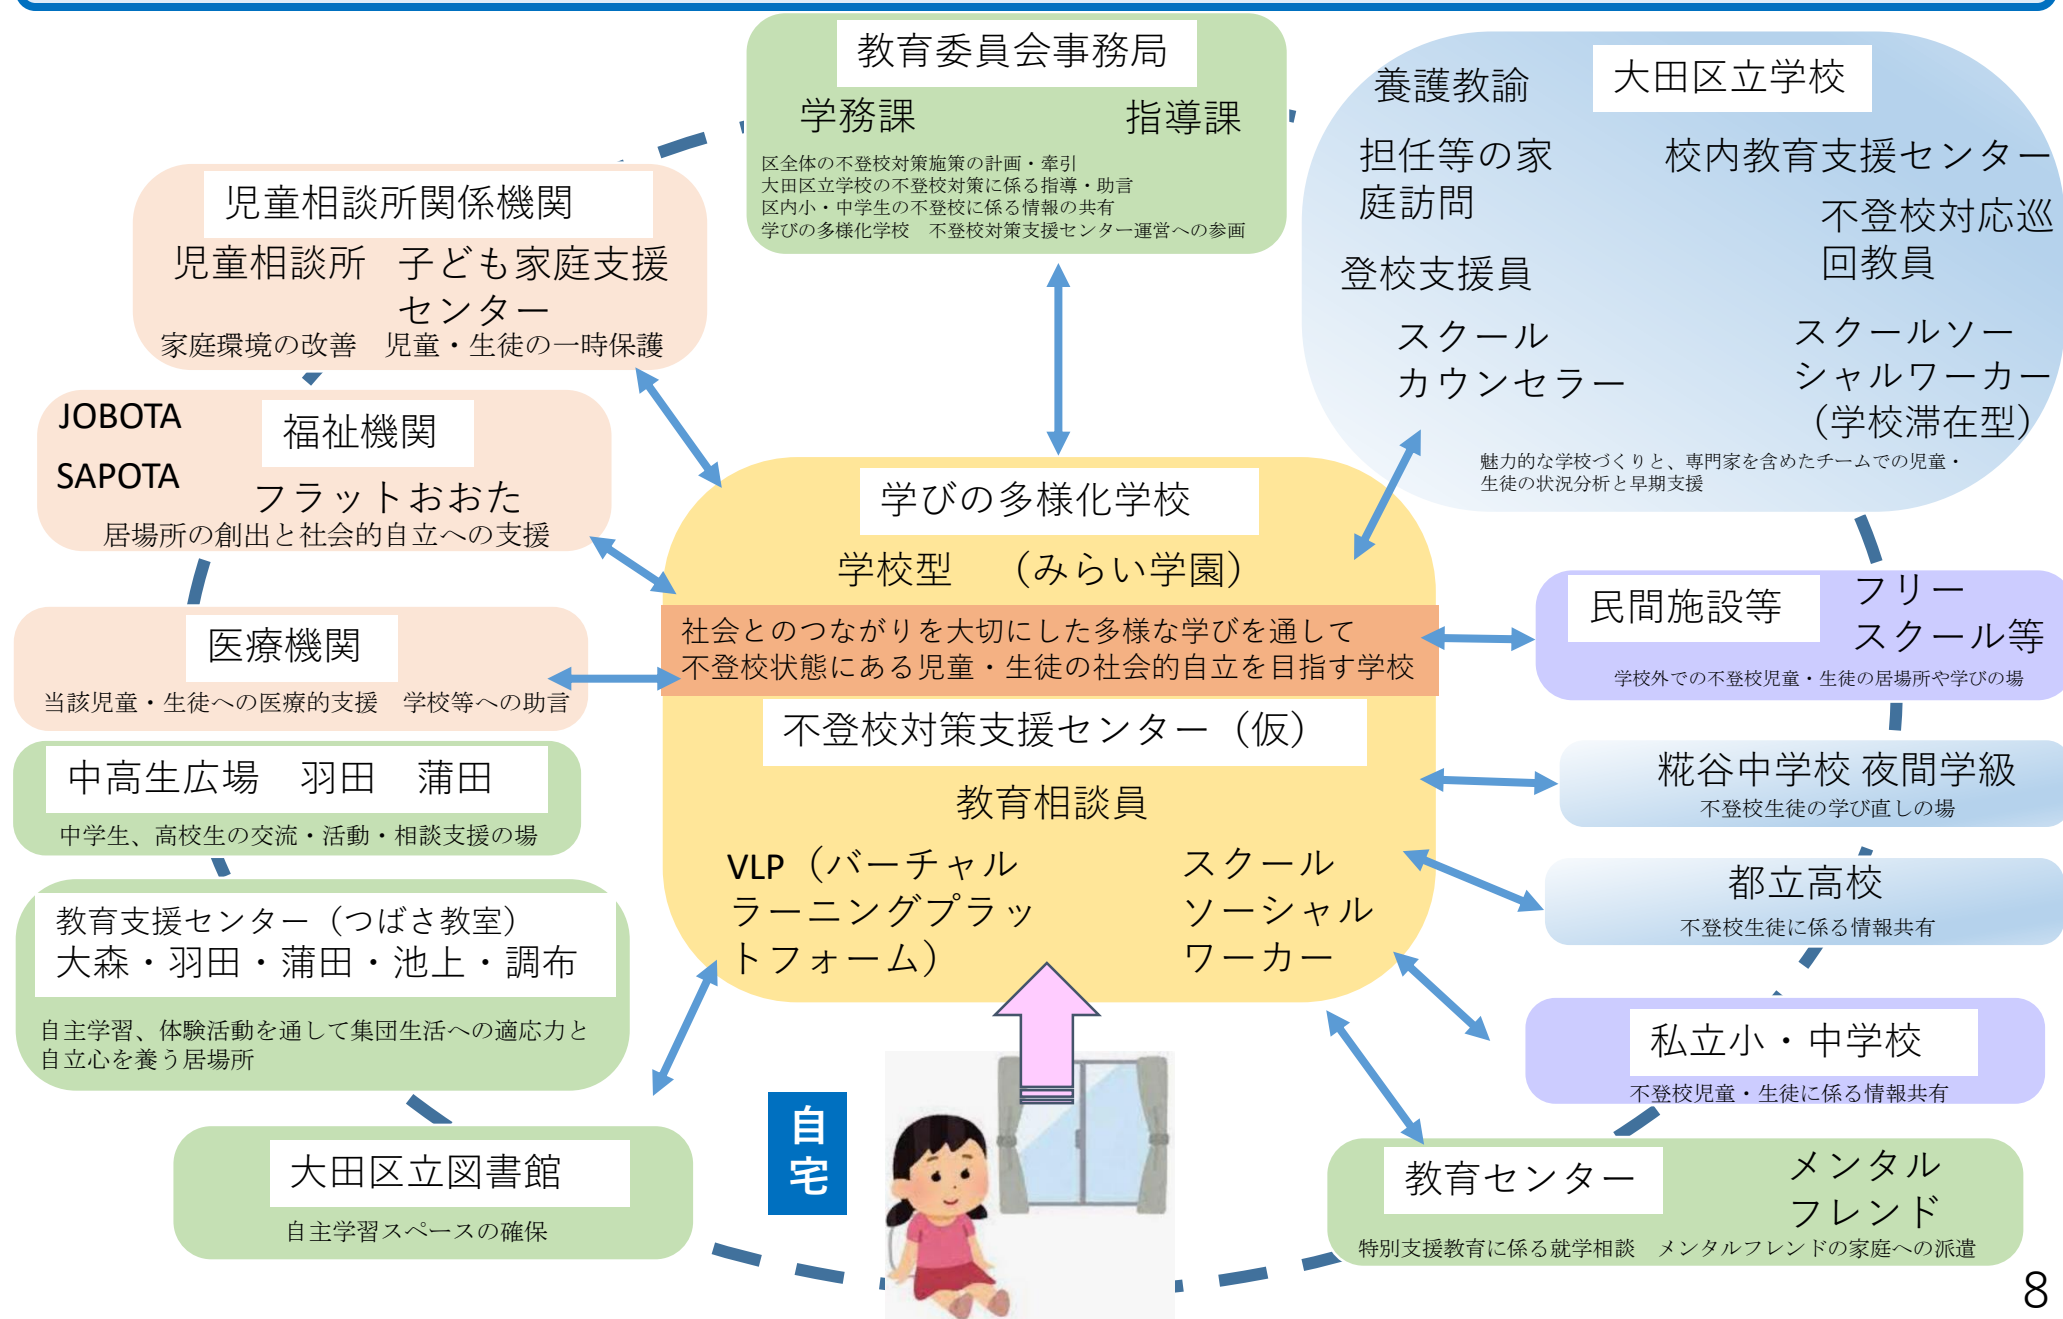 教育委員会事務局
学務課
指導課
区全体の不登校対策施策の計画・牽引
大田区立学校の不登校対策に係る指導・助言
区内小・中学生の不登校に係る情報の共有
学びの多様化学校　不登校対策支援センター運営への参画
養護教諭
大田区立学校
担任等の家
庭訪問
校内教育支援センター
不登校対応巡
回教員
登校支援員
スクール
カウンセラー
スクールソー
シャルワーカー
（学校滞在型）
魅力的な学校づくりと、専門家を含めたチームでの児童・
生徒の状況分析と早期支援
児童相談所関係機関
児童相談所
子ども家庭支援
センター
家庭環境の改善　児童・生徒の一時保護
JOBOTA
福祉機関
SAPOTA
フラットおおた
居場所の創出と社会的自立への支援
医療機関
当該児童・生徒への医療的支援　学校等への助言
中高生広場　羽田　蒲田
中学生、高校生の交流・活動・相談支援の場
教育支援センター（つばさ教室）
大森・羽田・蒲田・池上・調布
自主学習、体験活動を通して集団生活への適応力と
自立心を養う居場所
大田区立図書館
自主学習スペースの確保
学びの多様化学校
学校型　（みらい学園）
社会とのつながりを大切にした多様な学びを通して
不登校状態にある児童・生徒の社会的自立を目指す学校
不登校対策支援センター（仮）
教育相談員
VLP（バーチャル
ラーニングプラッ
トフォーム）
スクール
ソーシャル
ワーカー
自
宅
民間施設等
フリー
スクール等
学校外での不登校児童・生徒の居場所や学びの場
糀谷中学校 夜間学級
不登校生徒の学び直しの場
都立高校
不登校生徒に係る情報共有
私立小・中学校
不登校児童・生徒に係る情報共有
教育センター
メンタル
フレンド
特別支援教育に係る就学相談　メンタルフレンドの家庭への派遣
8